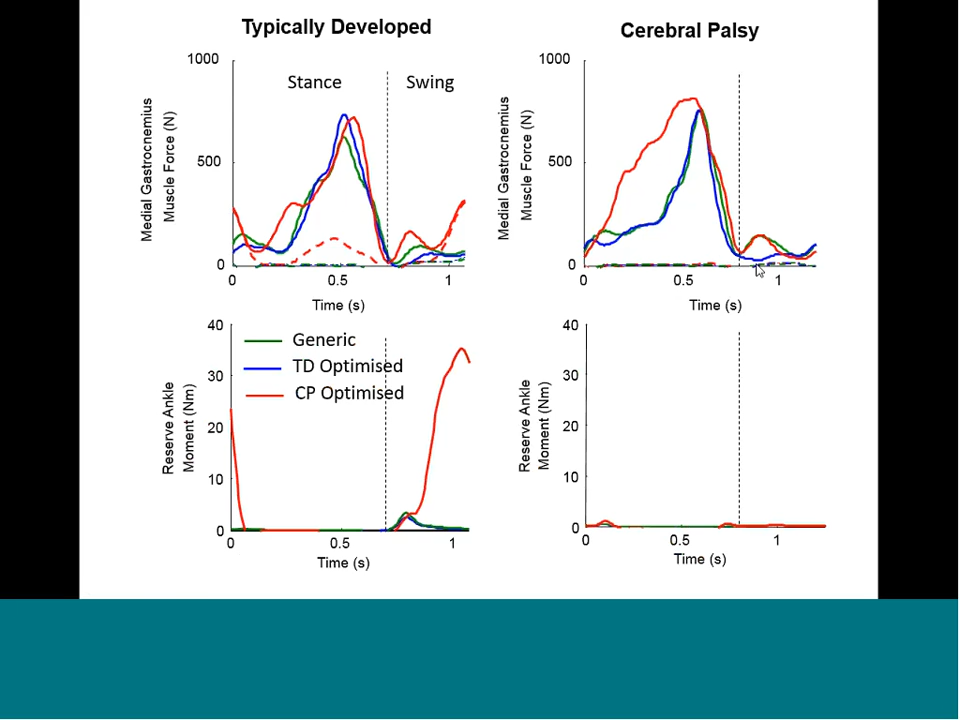 Typically Developed
Cerebral Palsy
1000
500
0
Medial Gastrocnemius
Muscle Force (N)
Stance
Swing
0
0.5
1
Time (s)
1000
500
0
Medial Gastrocnemius
Muscle Force (N)
0
0.5
1
Time (s)
40
30
20
10
0
Reserve Ankle
Moment (Nm)
Generic
TD Optimised
CP Optimised
0
0.5
1
Time (s)
40
30
20
10
0
Reserve Ankle
Moment (Nm)
0
0.5
1
Time (s)